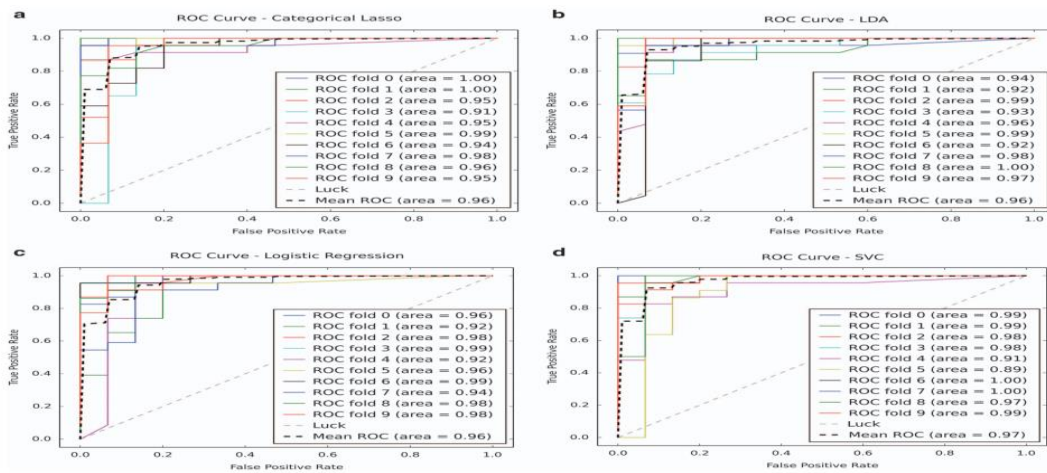 a
ROC Curve - Categorical Lasso
True Positive Rate
1.0
0.8
0.6
0.4
0.2
0.0
ROC fold 0 (area = 1.00)
ROC fold 1 (area = 1.00)
ROC fold 2 (area = 0.95)
ROC fold 3 (area = 0.91)
ROC fold 4 (area = 0.95)
ROC fold 5 (area = 0.99)
ROC fold 6 (area = 0.94)
ROC fold 7 (area = 0.98)
ROC fold 8 (area = 0.96)
ROC fold 9 (area = 0.95)
Luck
Mean ROC (area = 0.96)
0.0 0.2 0.4 0.6 0.8 1.0
False Positive Rate
b
ROC Curve - LDA
True Positive Rate
1.0
0.8
0.6
0.4
0.2
0.0
ROC fold 0 (area = 0.94)
ROC fold 1 (area = 0.92)
ROC fold 2 (area = 0.99)
ROC fold 3 (area = 0.93)
ROC fold 4 (area = 0.96)
ROC fold 5 (area = 0.99)
ROC fold 6 (area = 0.92)
ROC fold 7 (area = 0.98)
ROC fold 8 (area = 1.00)
ROC fold 9 (area = 0.97)
Luck
Mean ROC (area = 0.96)
0.0 0.2 0.4 0.6 0.8 1.0
False Positive Rate
c
ROC Curve - Logistic Regression
True Positive Rate
1.0
0.8
0.6
0.4
0.2
0.0
ROC fold 0 (area = 0.96)
ROC fold 1 (area = 0.92)
ROC fold 2 (area = 0.98)
ROC fold 3 (area = 0.99)
ROC fold 4 (area = 0.92)
ROC fold 5 (area = 0.96)
ROC fold 6 (area = 0.99)
ROC fold 7 (area = 0.94)
ROC fold 8 (area = 0.98)
ROC fold 9 (area = 0.98)
Luck
Mean ROC (area = 0.96)
0.0 0.2 0.4 0.6 0.8 1.0
False Positive Rate
d
ROC Curve - SVC
True Positive Rate
1.0
0.8
0.6
0.4
0.2
0.0
ROC fold 0 (area = 0.99)
ROC fold 1 (area = 0.99)
ROC fold 2 (area = 0.98)
ROC fold 3 (area = 0.98)
ROC fold 4 (area = 0.91)
ROC fold 5 (area = 0.89)
ROC fold 6 (area = 1.00)
ROC fold 7 (area = 1.00)
ROC fold 8 (area = 0.97)
ROC fold 9 (area = 0.99)
Luck
Mean ROC (area = 0.97)
0.0 0.2 0.4 0.6 0.8 1.0
False Positive Rate